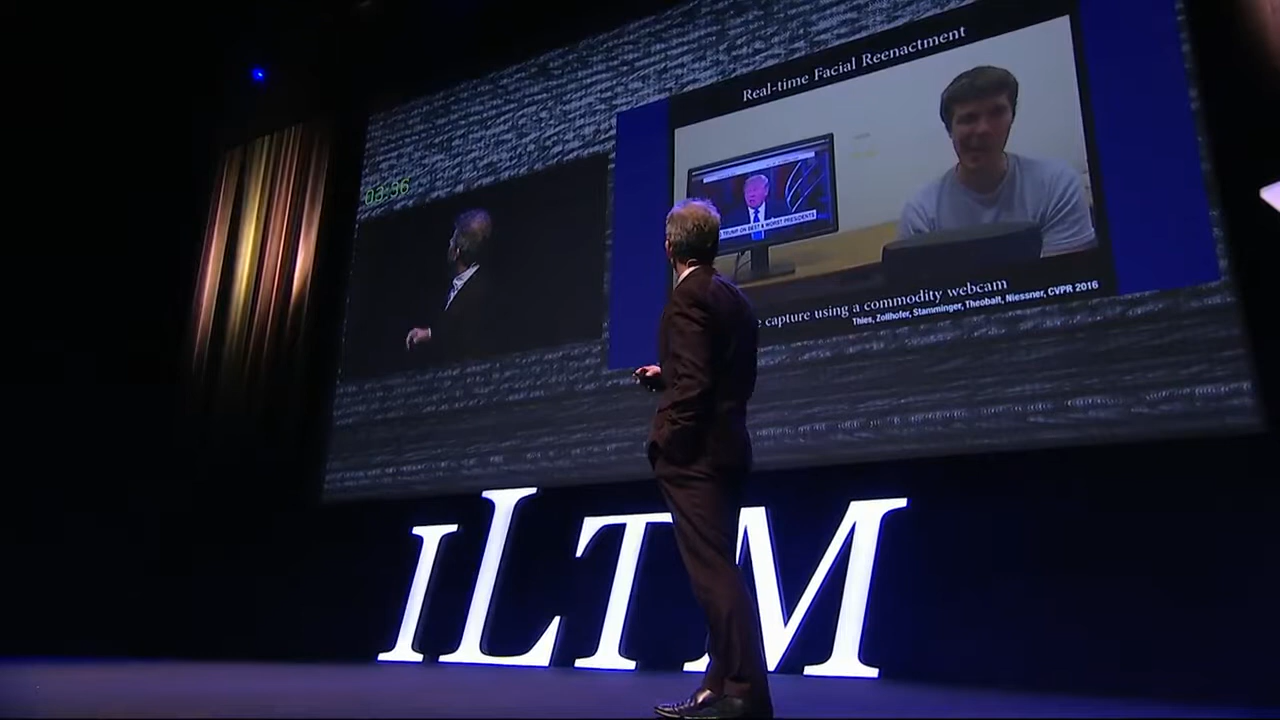 Real-time Facial Reenactment
03:36
TRUMP ON BEST & WORST PRESIDENTS
capture using a commodity webcam
Thies, Zollhofer, Stamminger, Theobalt, Niessner, CVPR 2016
ILTM